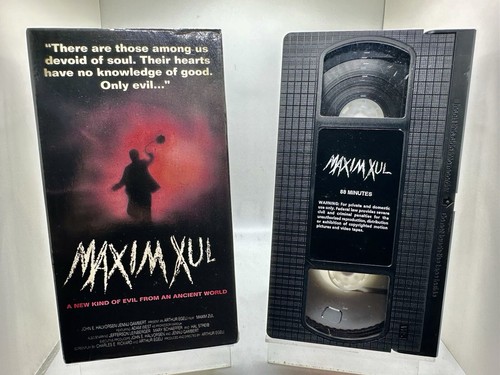 "There are those among us
devoid of soul. Their hearts
have no knowledge of good.
Only evil..."
MAXIM XUL
A NEW KIND OF EVIL FROM AN ANCIENT WORLD
MAXIM XUL
88 MINUTES
WARNING: For private and domestic
use only. Federal law provides severe
civil and criminal penalties for the
unauthorized reproduction, distribution
or exhibition of copyrighted motion
pictures and video tapes.